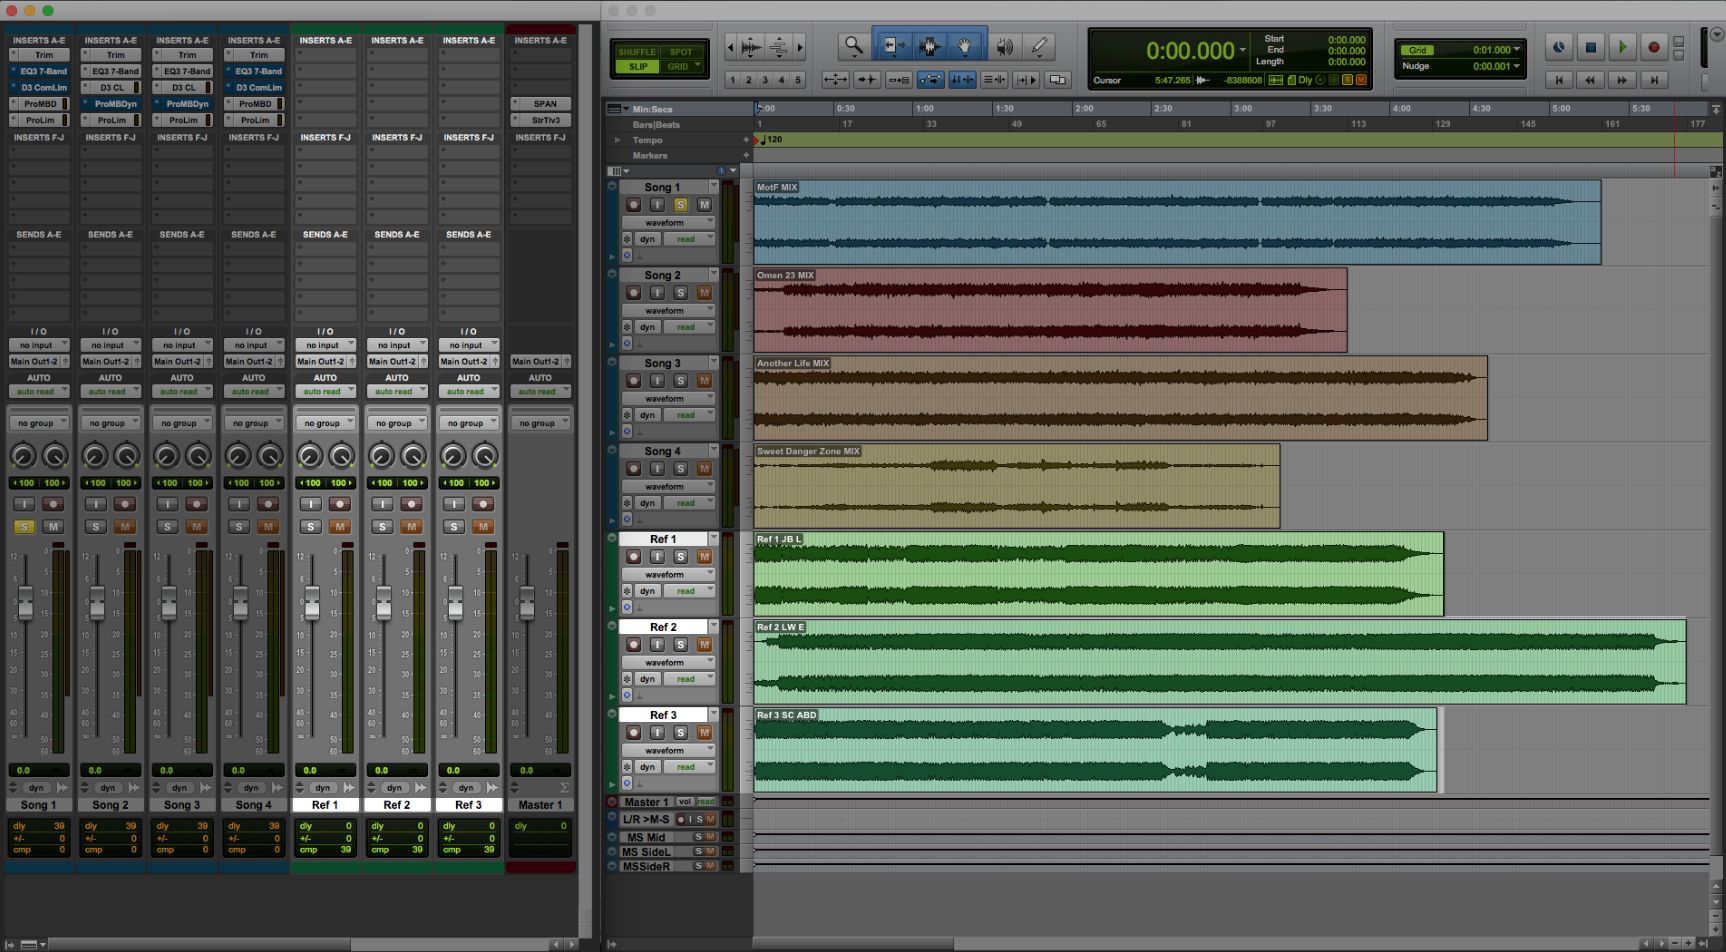 INSERTS A-E INSERTS A-E INSERTS A-E INSERTS A-E INSERTS A-E INSERTS A-E INSERTS A-E INSERTS A-E
Trim Trim Trim Trim
EQ3 7-Band EQ3 7-Band EQ3 7-Band EQ3 7-Band
D3 ComLim D3 CL D3 CL D3 ComLim
ProMBD ProMBDyn ProMBDyn ProMBD SPAN
ProLim ProLim ProLim ProLim StrTlv3
INSERTS F-J INSERTS F-J INSERTS F-J INSERTS F-J INSERTS F-J INSERTS F-J INSERTS F-J INSERTS F-J
SENDS A-E SENDS A-E SENDS A-E SENDS A-E SENDS A-E SENDS A-E SENDS A-E
I / O I / O I / O I / O I / O I / O I / O
no input no input no input no input no input no input no input
Main Out1-2 Main Out1-2 Main Out1-2 Main Out1-2 Main Out1-2 Main Out1-2 Main Out1-2 Main Out1-2
AUTO AUTO AUTO AUTO AUTO AUTO AUTO AUTO
auto read auto read auto read auto read auto read auto read auto read auto read
no group no group no group no group no group no group no group no group
100 100 100 100 100 100 100 100 100 100 100 100 100 100
I I I I I I I
S M S M S M S M S M S M S M
0.0 0.0 0.0 0.0 0.0 0.0 0.0 0.0
dyn dyn dyn dyn dyn dyn dyn Σ
Song 1 Song 2 Song 3 Song 4 Ref 1 Ref 2 Ref 3 Master 1
dly 39 dly 39 dly 39 dly 39 dly 0 dly 0 dly 0 dly 0
+/- 0 +/- 0 +/- 0 +/- 0 +/- 0 +/- 0 +/- 0
cmp 0 cmp 0 cmp 0 cmp 0 cmp 39 cmp 39 cmp 39
SHUFFLE SPOT
SLIP GRID
1 2 3 4 5
0:00.000
Start 0:00.000
End 0:00.000
Length 0:00.000
Cursor 5:47.265 -8388608 Dly S M
Grid 0:01.000
Nudge 0:00.001
Min:Secs 0:30 1:00 1:30 2:00 2:30 3:00 3:30 4:00 4:30 5:00 5:30
Bars|Beats 1 17 33 49 65 81 97 113 129 145 161 177
Tempo 120
Markers
Song 1
I S M
waveform
dyn read
MotF MIX
Song 2
I S M
waveform
dyn read
Omen 23 MIX
Song 3
I S M
waveform
dyn read
Another Life MIX
Song 4
I S M
waveform
dyn read
Sweet Danger Zone MIX
Ref 1
I S M
waveform
dyn read
Ref 1 JB L
Ref 2
I S M
waveform
dyn read
Ref 2 LW E
Ref 3
I S M
waveform
dyn read
Ref 3 SC ABD
Master 1 vol read
L/R >M-S I S M
MS Mid S M
MS SideL S M
MSSideR S M